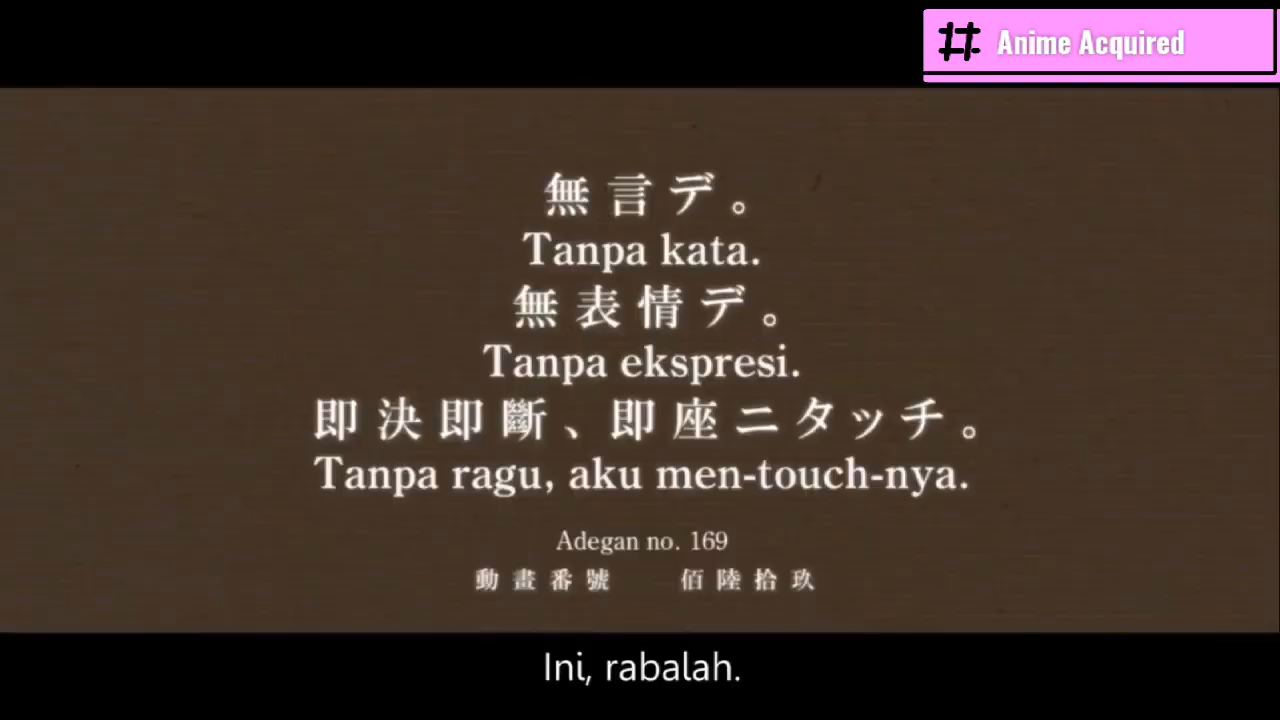 Anime Acquired
無言デ。
Tanpa kata.
無表情デ。
Tanpa ekspresi.
即決即斷、即座ニタッチ。
Tanpa ragu, aku men-touch-nya.
Adegan no. 169
動畫番號 佰陸拾玖
Ini, rabalah.